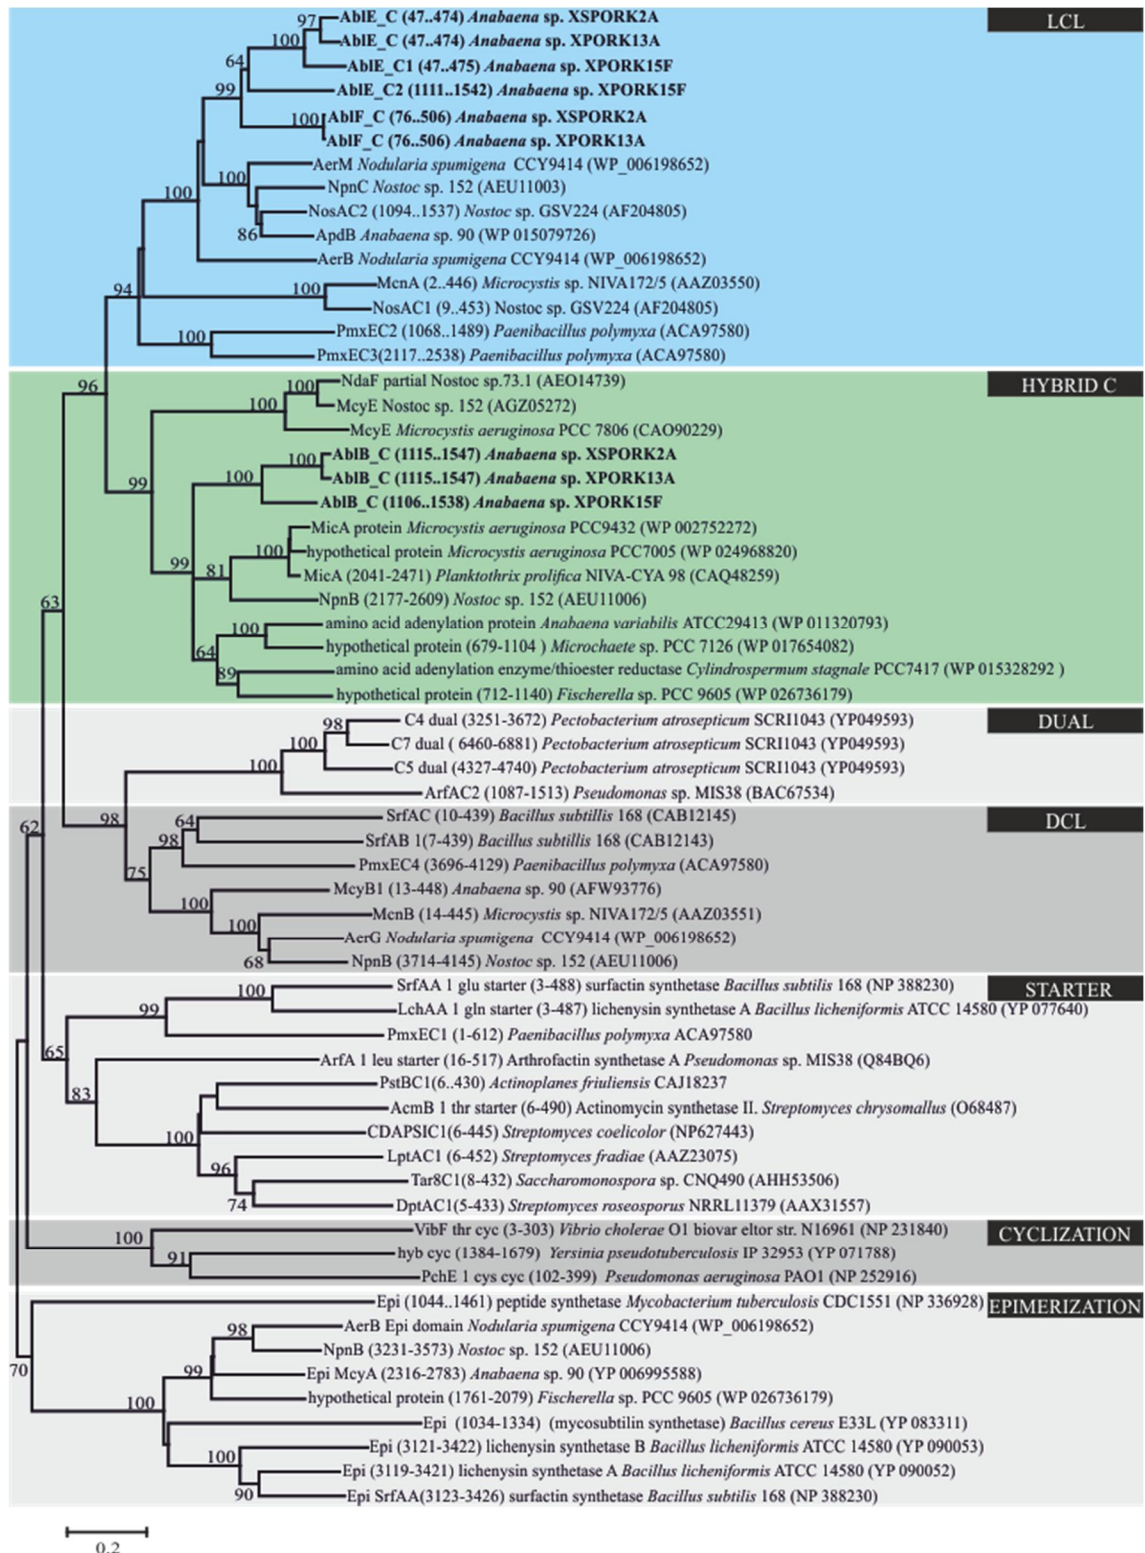 LCL
97
AblE_C (47..474) Anabaena sp. XSPORK2A
100
AblE_C (47..474) Anabaena sp. XPORK13A
64
AblE_C1 (47..475) Anabaena sp. XPORK15F
99
AblE_C2 (1111..1542) Anabaena sp. XPORK15F
100
AblF_C (76..506) Anabaena sp. XSPORK2A
AblF_C (76..506) Anabaena sp. XPORK13A
AerM Nodularia spumigena CCY9414 (WP_006198652)
100
NpnC Nostoc sp. 152 (AEU11003)
100
NosAC2 (1094..1537) Nostoc sp. GSV224 (AF204805)
86
ApdB Anabaena sp. 90 (WP 015079726)
AerB Nodularia spumigena CCY9414 (WP_006198652)
94
100
McnA (2..446) Microcystis sp. NIVA172/5 (AAZ03550)
NosAC1 (9..453) Nostoc sp. GSV224 (AF204805)
100
PmxEC2 (1068..1489) Paenibacillus polymyxa (ACA97580)
PmxEC3(2117..2538) Paenibacillus polymyxa (ACA97580)
HYBRID C
96
100
NdaF partial Nostoc sp.73.1 (AEO14739)
100
McyE Nostoc sp. 152 (AGZ05272)
McyE Microcystis aeruginosa PCC 7806 (CAO90229)
100
AblB_C (1115..1547) Anabaena sp. XSPORK2A
99
100
AblB_C (1115..1547) Anabaena sp. XPORK13A
AblB_C (1106..1538) Anabaena sp. XPORK15F
MicA protein Microcystis aeruginosa PCC9432 (WP 002752272)
100
hypothetical protein Microcystis aeruginosa PCC7005 (WP 024968820)
99
81
MicA (2041-2471) Planktothrix prolifica NIVA-CYA 98 (CAQ48259)
NpnB (2177-2609) Nostoc sp. 152 (AEU11006)
63
100
amino acid adenylation protein Anabaena variabilis ATCC29413 (WP 011320793)
64
hypothetical protein (679-1104 ) Microchaete sp. PCC 7126 (WP 017654082)
89
amino acid adenylation enzyme/thioester reductase Cylindrospermum stagnale PCC7417 (WP 015328292 )
hypothetical protein (712-1140) Fischerella sp. PCC 9605 (WP 026736179)
DUAL
98
C4 dual (3251-3672) Pectobacterium atrosepticum SCRI1043 (YP049593)
100
C7 dual ( 6460-6881) Pectobacterium atrosepticum SCRI1043 (YP049593)
100
C5 dual (4327-4740) Pectobacterium atrosepticum SCRI1043 (YP049593)
ArfAC2 (1087-1513) Pseudomonas sp. MIS38 (BAC67534)
DCL
62
98
64
SrfAC (10-439) Bacillus subtillis 168 (CAB12145)
98
SrfAB 1(7-439) Bacillus subtillis 168 (CAB12143)
75
PmxEC4 (3696-4129) Paenibacillus polymyxa (ACA97580)
100
McyB1 (13-448) Anabaena sp. 90 (AFW93776)
100
McnB (14-445) Microcystis sp. NIVA172/5 (AAZ03551)
AerG Nodularia spumigena CCY9414 (WP_006198652)
68
NpnB (3714-4145) Nostoc sp. 152 (AEU11006)
STARTER
100
SrfAA 1 glu starter (3-488) surfactin synthetase Bacillus subtilis 168 (NP 388230)
99
LchAA 1 gln starter (3-487) lichenysin synthetase A Bacillus licheniformis ATCC 14580 (YP 077640)
PmxEC1 (1-612) Paenibacillus polymyxa ACA97580
65
ArfA 1 leu starter (16-517) Arthrofactin synthetase A Pseudomonas sp. MIS38 (Q84BQ6)
83
PstBC1(6..430) Actinoplanes friuliensis CAJ18237
AcmB 1 thr starter (6-490) Actinomycin synthetase II. Streptomyces chrysomallus (O68487)
100
CDAPSIC1(6-445) Streptomyces coelicolor (NP627443)
96
LptAC1 (6-452) Streptomyces fradiae (AAZ23075)
Tar8C1(8-432) Saccharomonospora sp. CNQ490 (AHH53506)
74
DptAC1(5-433) Streptomyces roseosporus NRRL11379 (AAX31557)
CYCLIZATION
100
VibF thr cyc (3-303) Vibrio cholerae O1 biovar eltor str. N16961 (NP 231840)
91
hyb cyc (1384-1679) Yersinia pseudotuberculosis IP 32953 (YP 071788)
PchE 1 cys cyc (102-399) Pseudomonas aeruginosa PAO1 (NP 252916)
EPIMERIZATION
Epi (1044..1461) peptide synthetase Mycobacterium tuberculosis CDC1551 (NP 336928)
98
AerB Epi domain Nodularia spumigena CCY9414 (WP_006198652)
NpnB (3231-3573) Nostoc sp. 152 (AEU11006)
70
99
Epi McyA (2316-2783) Anabaena sp. 90 (YP 006995588)
100
hypothetical protein (1761-2079) Fischerella sp. PCC 9605 (WP 026736179)
Epi (1034-1334) (mycosubtilin synthetase) Bacillus cereus E33L (YP 083311)
100
Epi (3121-3422) lichenysin synthetase B Bacillus licheniformis ATCC 14580 (YP 090053)
Epi (3119-3421) lichenysin synthetase A Bacillus licheniformis ATCC 14580 (YP 090052)
90
Epi SrfAA(3123-3426) surfactin synthetase Bacillus subtilis 168 (NP 388230)
0.2